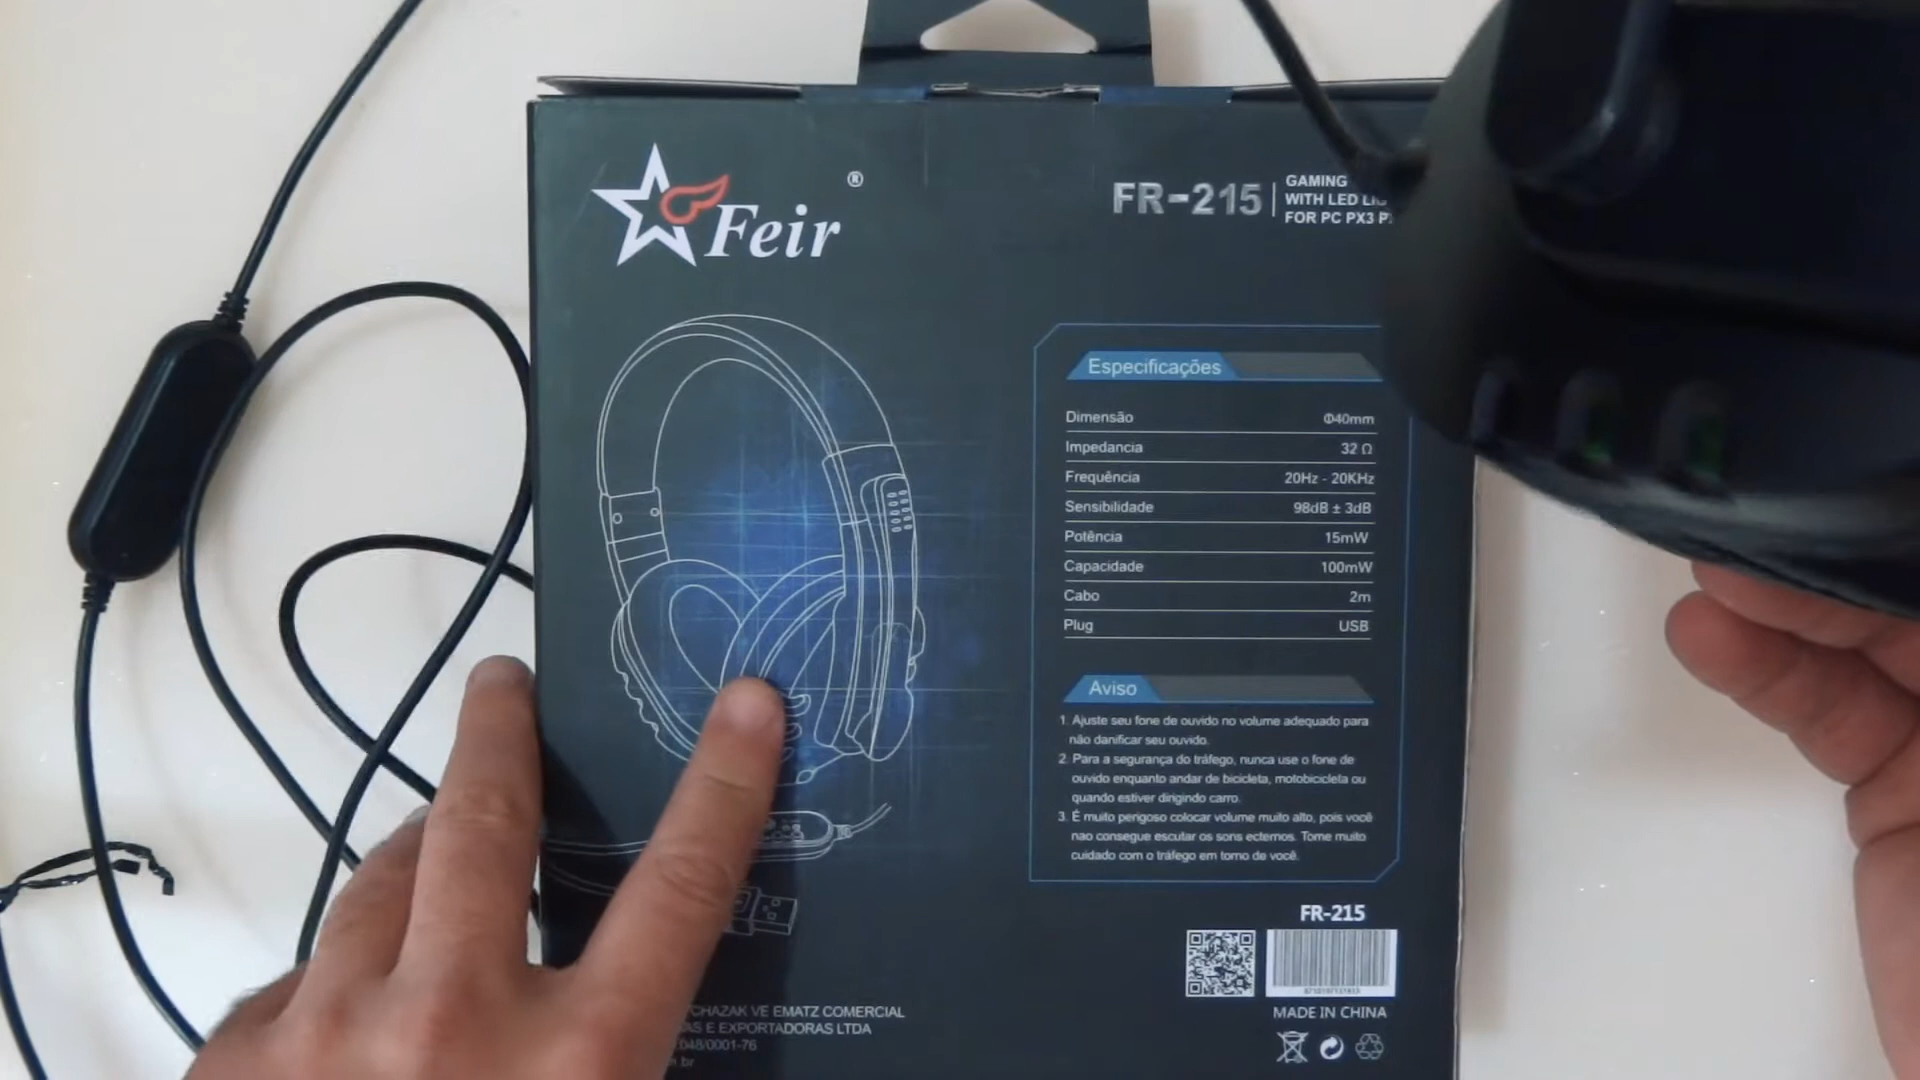 Feir ®
FR-215
GAMING
WITH LED
FOR PC PX3
Especificações
Dimensão Φ40mm
Impedancia 32 Ω
Frequência 20Hz - 20KHz
Sensibilidade 98dB ± 3dB
Potência 15mW
Capacidade 100mW
Cabo 2m
Plug USB
Aviso
1. Ajuste seu fone de ouvido no volume adequado para
não danificar seu ouvido.
2. Para a segurança do tráfego, nunca use o fone de
ouvido enquanto andar de bicicleta, motobicicleta ou
quando estiver dirigindo carro.
3. É muito perigoso colocar volume muito alto, pois você
nao consegue escutar os sons ecternos. Tome muito
cuidado com o tráfego em torno de você.
FR-215
MADE IN CHINA
CHAZAK VE EMATZ COMERCIAL
AS E EXPORTADORAS LTDA
.048/0001-76